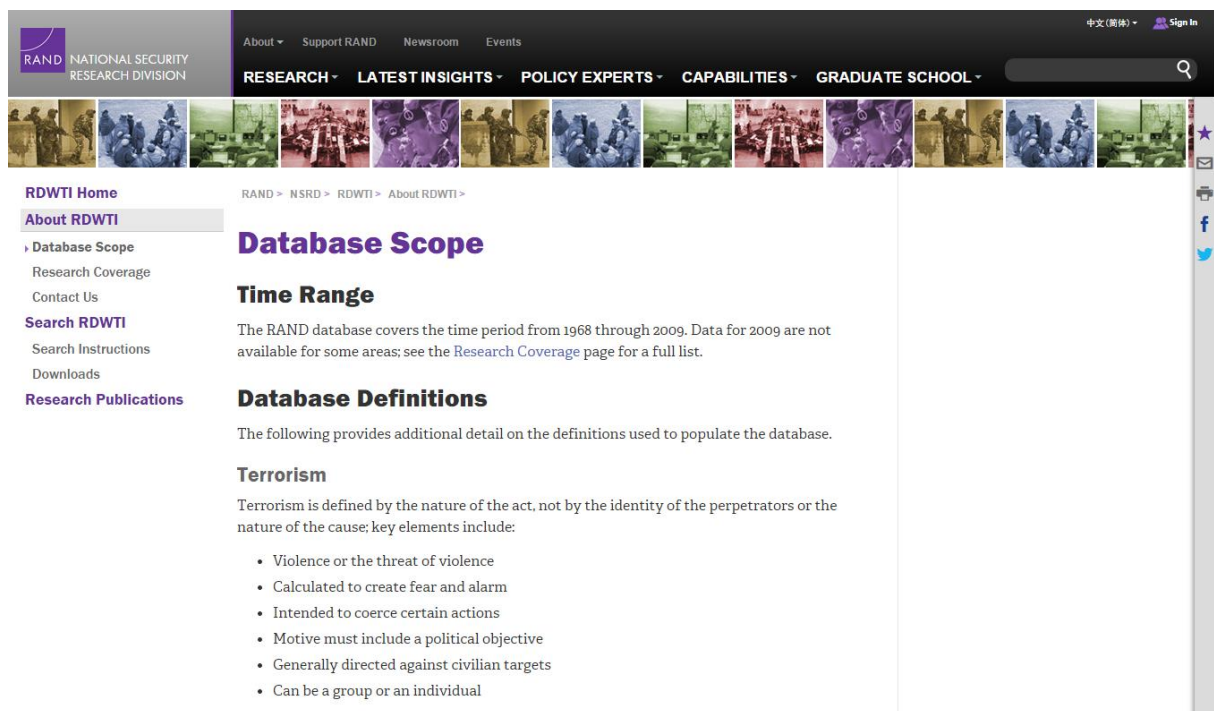 中文(简体)
Sign In
About Support RAND Newsroom Events
RAND
NATIONAL SECURITY
RESEARCH DIVISION
RESEARCH LATEST INSIGHTS POLICY EXPERTS CAPABILITIES GRADUATE SCHOOL
RDWTI Home
About RDWTI
Database Scope
Research Coverage
Contact Us
Search RDWTI
Search Instructions
Downloads
Research Publications
RAND > NSRD > RDWTI > About RDWTI >
Database Scope
Time Range
The RAND database covers the time period from 1968 through 2009. Data for 2009 are not
available for some areas; see the Research Coverage page for a full list.
Database Definitions
The following provides additional detail on the definitions used to populate the database.
Terrorism
Terrorism is defined by the nature of the act, not by the identity of the perpetrators or the
nature of the cause; key elements include:
• Violence or the threat of violence
• Calculated to create fear and alarm
• Intended to coerce certain actions
• Motive must include a political objective
• Generally directed against civilian targets
• Can be a group or an individual